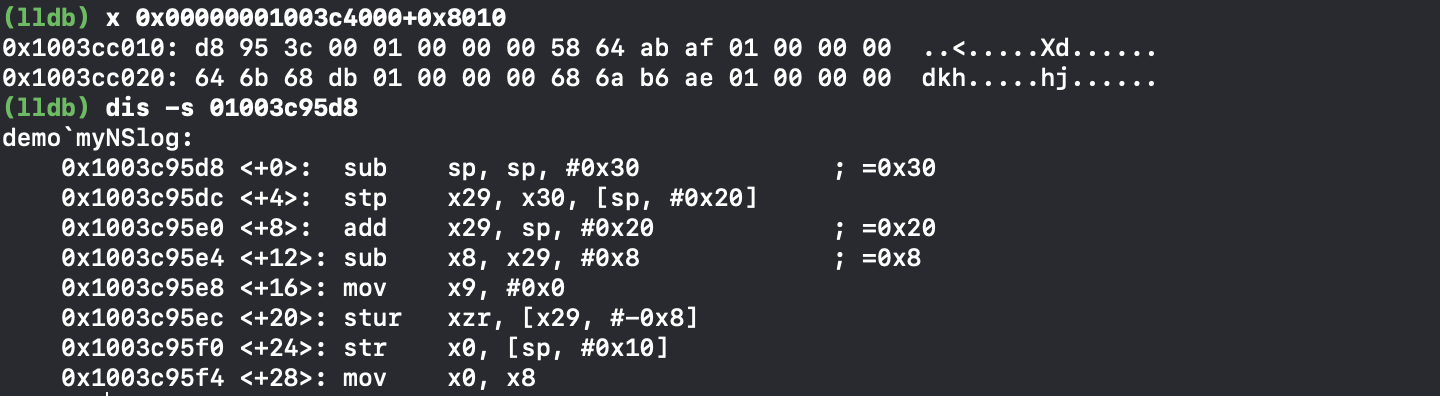 (lldb) x 0x00000001003c4000+0x8010
0x1003cc010: d8 95 3c 00 01 00 00 00 58 64 ab af 01 00 00 00  ..<.....Xd......
0x1003cc020: 64 6b 68 db 01 00 00 00 68 6a b6 ae 01 00 00 00  dkh.....hj......
(lldb) dis -s 01003c95d8
demo`myNSlog:
    0x1003c95d8 <+0>:  sub    sp, sp, #0x30             ; =0x30
    0x1003c95dc <+4>:  stp    x29, x30, [sp, #0x20]
    0x1003c95e0 <+8>:  add    x29, sp, #0x20            ; =0x20
    0x1003c95e4 <+12>: sub    x8, x29, #0x8             ; =0x8
    0x1003c95e8 <+16>: mov    x9, #0x0
    0x1003c95ec <+20>: stur   xzr, [x29, #-0x8]
    0x1003c95f0 <+24>: str    x0, [sp, #0x10]
    0x1003c95f4 <+28>: mov    x0, x8